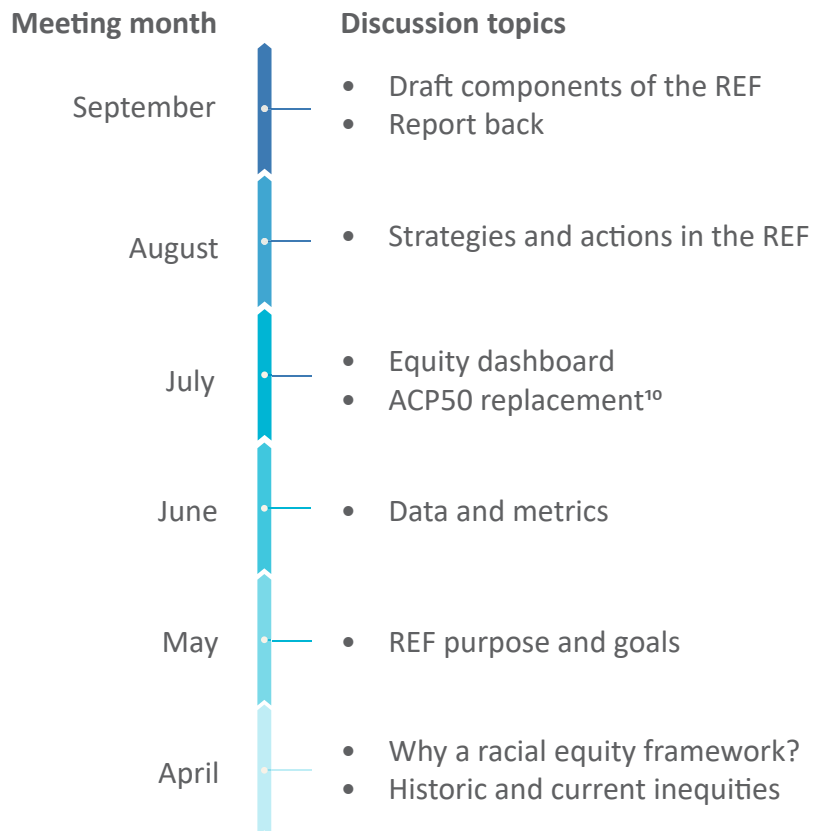 Meeting month Discussion topics
September
• Draft components of the REF
• Report back
August
• Strategies and actions in the REF
July
• Equity dashboard
• ACP50 replacement¹⁰
June
• Data and metrics
May
• REF purpose and goals
April
• Why a racial equity framework?
• Historic and current inequities